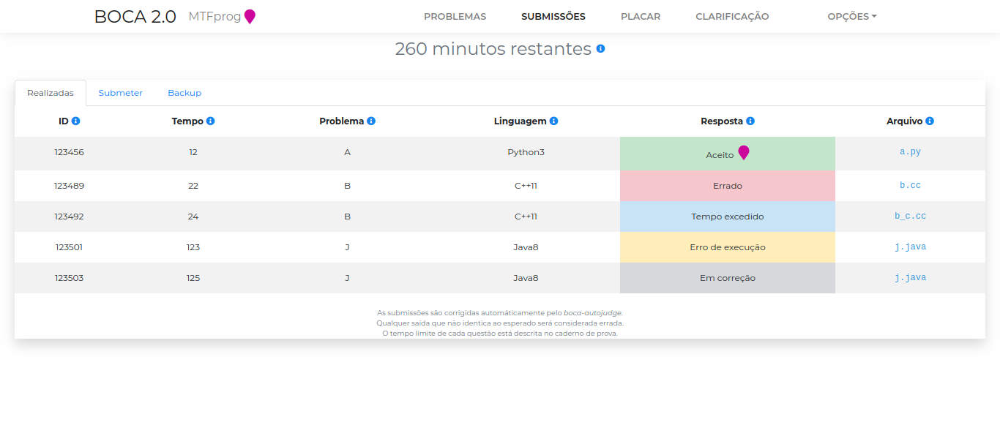 BOCA 2.0 MTFprog PROBLEMAS SUBMISSÕES PLACAR CLARIFICAÇÃO OPÇÕES
260 minutos restantes
Realizadas Submeter Backup
ID Tempo Problema Linguagem Resposta Arquivo
123456 12 A Python3 Aceito a.py
123489 22 B C++11 Errado b.cc
123492 24 B C++11 Tempo excedido b_c.cc
123501 123 J Java8 Erro de execução j.java
123503 125 J Java8 Em correção j.java
As submissões são corrigidas automáticamente pelo boca-autojudge.
Qualquer saída que não identica ao esperado será considerada errada.
O tempo limite de cada questão está descrita no caderno de prova.